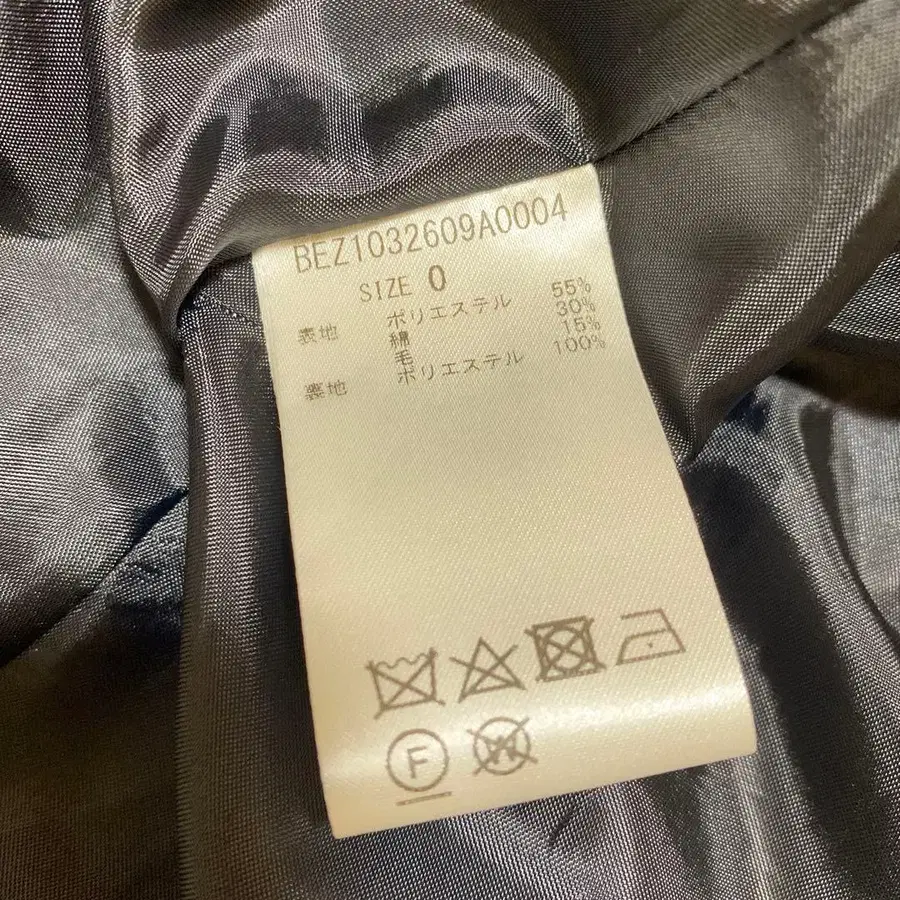 BEZ1032609A0004
SIZE 0
表地 ポリエステル 55%
綿 30%
毛 15%
裏地 ポリエステル 100%
F
W